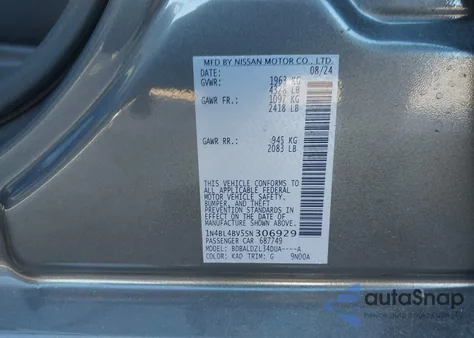 MFD BY NISSAN MOTOR CO., LTD.
DATE: 08/24
GVWR: 1963 KG
4328 LB
GAWR FR.: 1097 KG
2418 LB
GAWR RR.: 945 KG
2083 LB
THIS VEHICLE CONFORMS TO
ALL APPLICABLE FEDERAL
MOTOR VEHICLE SAFETY,
BUMPER, AND THEFT
PREVENTION STANDARDS IN
EFFECT ON THE DATE OF
MANUFACTURE SHOWN ABOVE.
1N4BL4BV5SN306929
PASSENGER CAR 687749
MODEL: BDBALDZL34DUA----A
COLOR: KAD TRIM: G 9N00A
autoSnap